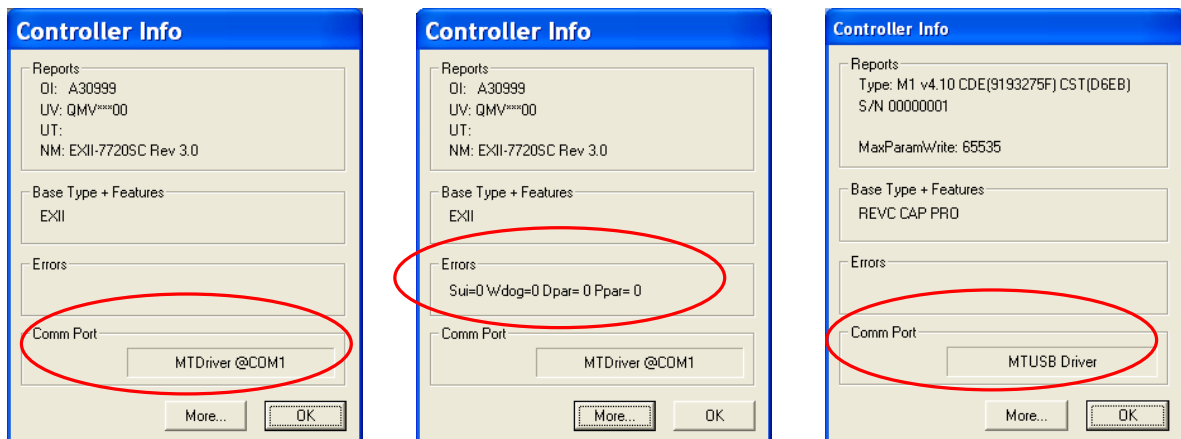 Controller Info
Reports
OI: A30999
UV: QMV***00
UT:
NM: EXII-7720SC Rev 3.0
Base Type + Features
EXII
Errors
Comm Port
MTDriver @COM1
More...
OK
Controller Info
Reports
OI: A30999
UV: QMV***00
UT:
NM: EXII-7720SC Rev 3.0
Base Type + Features
EXII
Errors
Sui=0 Wdog=0 Dpar= 0 Ppar= 0
Comm Port
MTDriver @COM1
More...
OK
Controller Info
Reports
Type: M1 v4.10 CDE(9193275F) CST(D6EB)
S/N 00000001
MaxParamWrite: 65535
Base Type + Features
REVC CAP PRO
Errors
Comm Port
MTUSB Driver
More...
OK